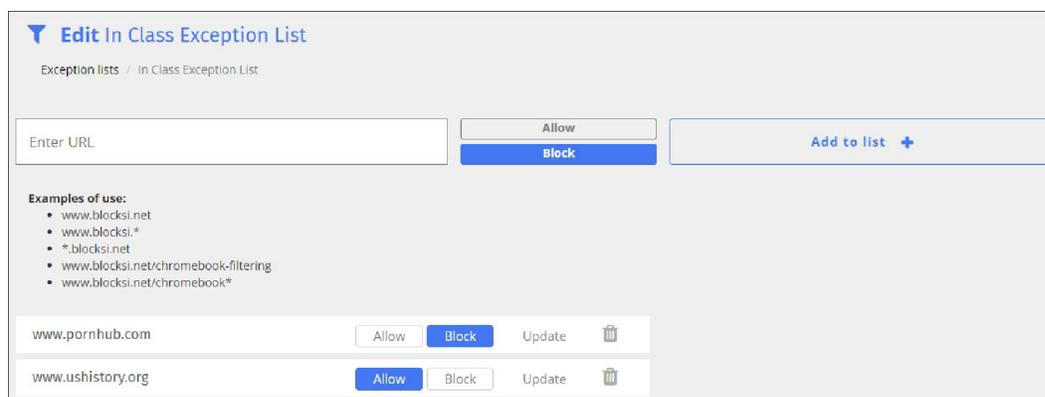 Edit In Class Exception List
Exception lists / In Class Exception List
Enter URL
Allow
Block
Add to list +
Examples of use:
• www.blocksi.net
• www.blocksi.*
• *.blocksi.net
• www.blocksi.net/chromebook-filtering
• www.blocksi.net/chromebook*
www.pornhub.com Allow Block Update
www.ushistory.org Allow Block Update